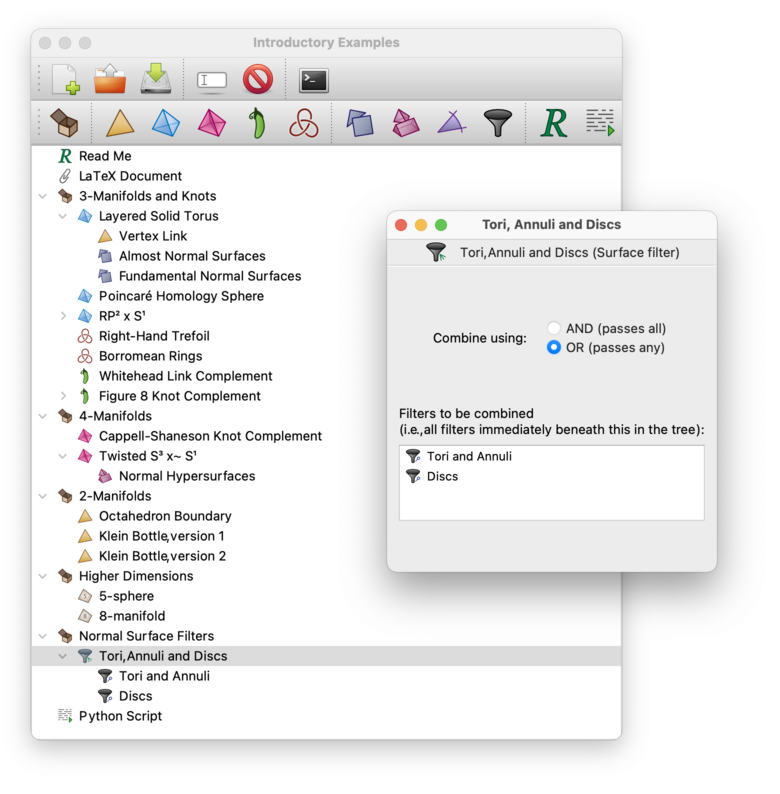 Introductory Examples
R
Read Me
LaTeX Document
3-Manifolds and Knots
Layered Solid Torus
Vertex Link
Almost Normal Surfaces
Fundamental Normal Surfaces
Poincaré Homology Sphere
RP² x S¹
Right-Hand Trefoil
Borromean Rings
Whitehead Link Complement
Figure 8 Knot Complement
4-Manifolds
Cappell-Shaneson Knot Complement
Twisted S³ x~ S¹
Normal Hypersurfaces
2-Manifolds
Octahedron Boundary
Klein Bottle, version 1
Klein Bottle, version 2
Higher Dimensions
5-sphere
8-manifold
Normal Surface Filters
Tori, Annuli and Discs
Tori and Annuli
Discs
Python Script
Tori, Annuli and Discs
Tori, Annuli and Discs (Surface filter)
Combine using:
AND (passes all)
OR (passes any)
Filters to be combined
(i.e., all filters immediately beneath this in the tree):
Tori and Annuli
Discs